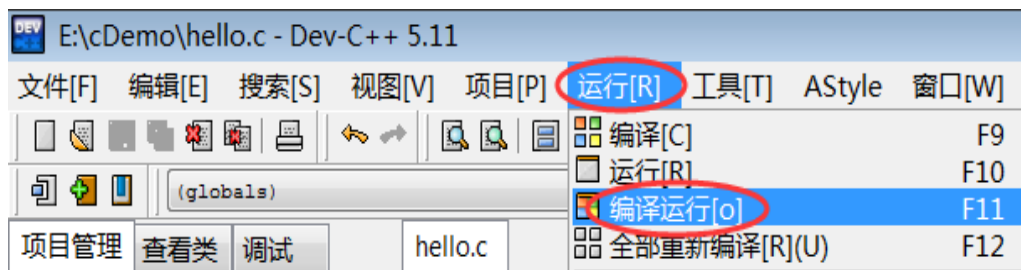 DEV E:\cDemo\hello.c - Dev-C++ 5.11
文件[F] 编辑[E] 搜索[S] 视图[V] 项目[P] 运行[R] 工具[T] AStyle 窗口[W]
编译[C] F9
运行[R] F10
(globals)
编译运行[o] F11
项目管理 查看类 调试 hello.c
全部重新编译[R](U) F12